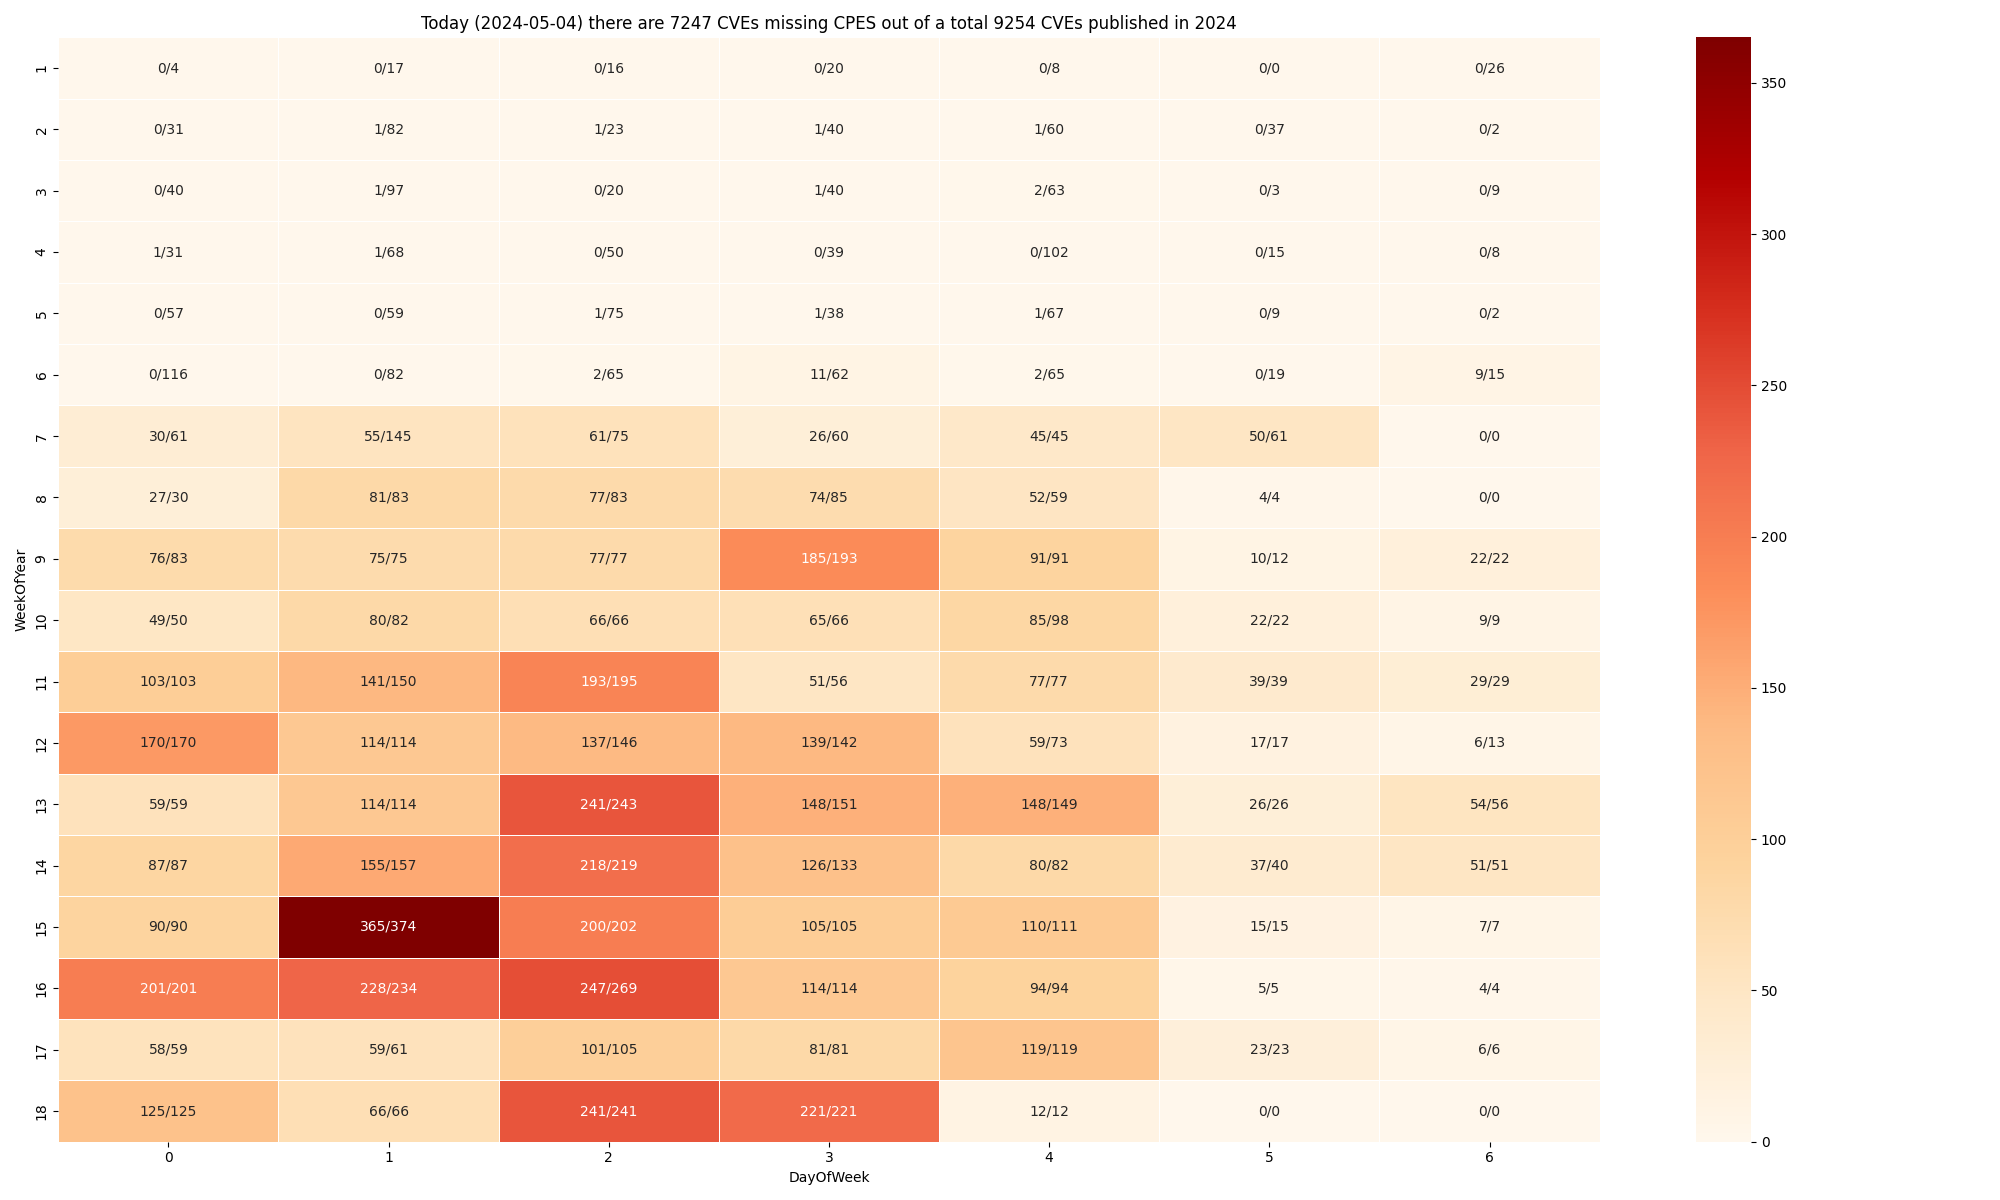 Today (2024-05-04) there are 7247 CVEs missing CPES out of a total 9254 CVEs published in 2024
1 0/4 0/17 0/16 0/20 0/8 0/0 0/26
2 0/31 1/82 1/23 1/40 1/60 0/37 0/2
3 0/40 1/97 0/20 1/40 2/63 0/3 0/9
4 1/31 1/68 0/50 0/39 0/102 0/15 0/8
5 0/57 0/59 1/75 1/38 1/67 0/9 0/2
6 0/116 0/82 2/65 11/62 2/65 0/19 9/15
7 30/61 55/145 61/75 26/60 45/45 50/61 0/0
8 27/30 81/83 77/83 74/85 52/59 4/4 0/0
9 76/83 75/75 77/77 185/193 91/91 10/12 22/22
10 49/50 80/82 66/66 65/66 85/98 22/22 9/9
11 103/103 141/150 193/195 51/56 77/77 39/39 29/29
12 170/170 114/114 137/146 139/142 59/73 17/17 6/13
13 59/59 114/114 241/243 148/151 148/149 26/26 54/56
14 87/87 155/157 218/219 126/133 80/82 37/40 51/51
15 90/90 365/374 200/202 105/105 110/111 15/15 7/7
16 201/201 228/234 247/269 114/114 94/94 5/5 4/4
17 58/59 59/61 101/105 81/81 119/119 23/23 6/6
18 125/125 66/66 241/241 221/221 12/12 0/0 0/0
0 1 2 3 4 5 6
DayOfWeek
WeekOfYear
350
300
250
200
150
100
50
0